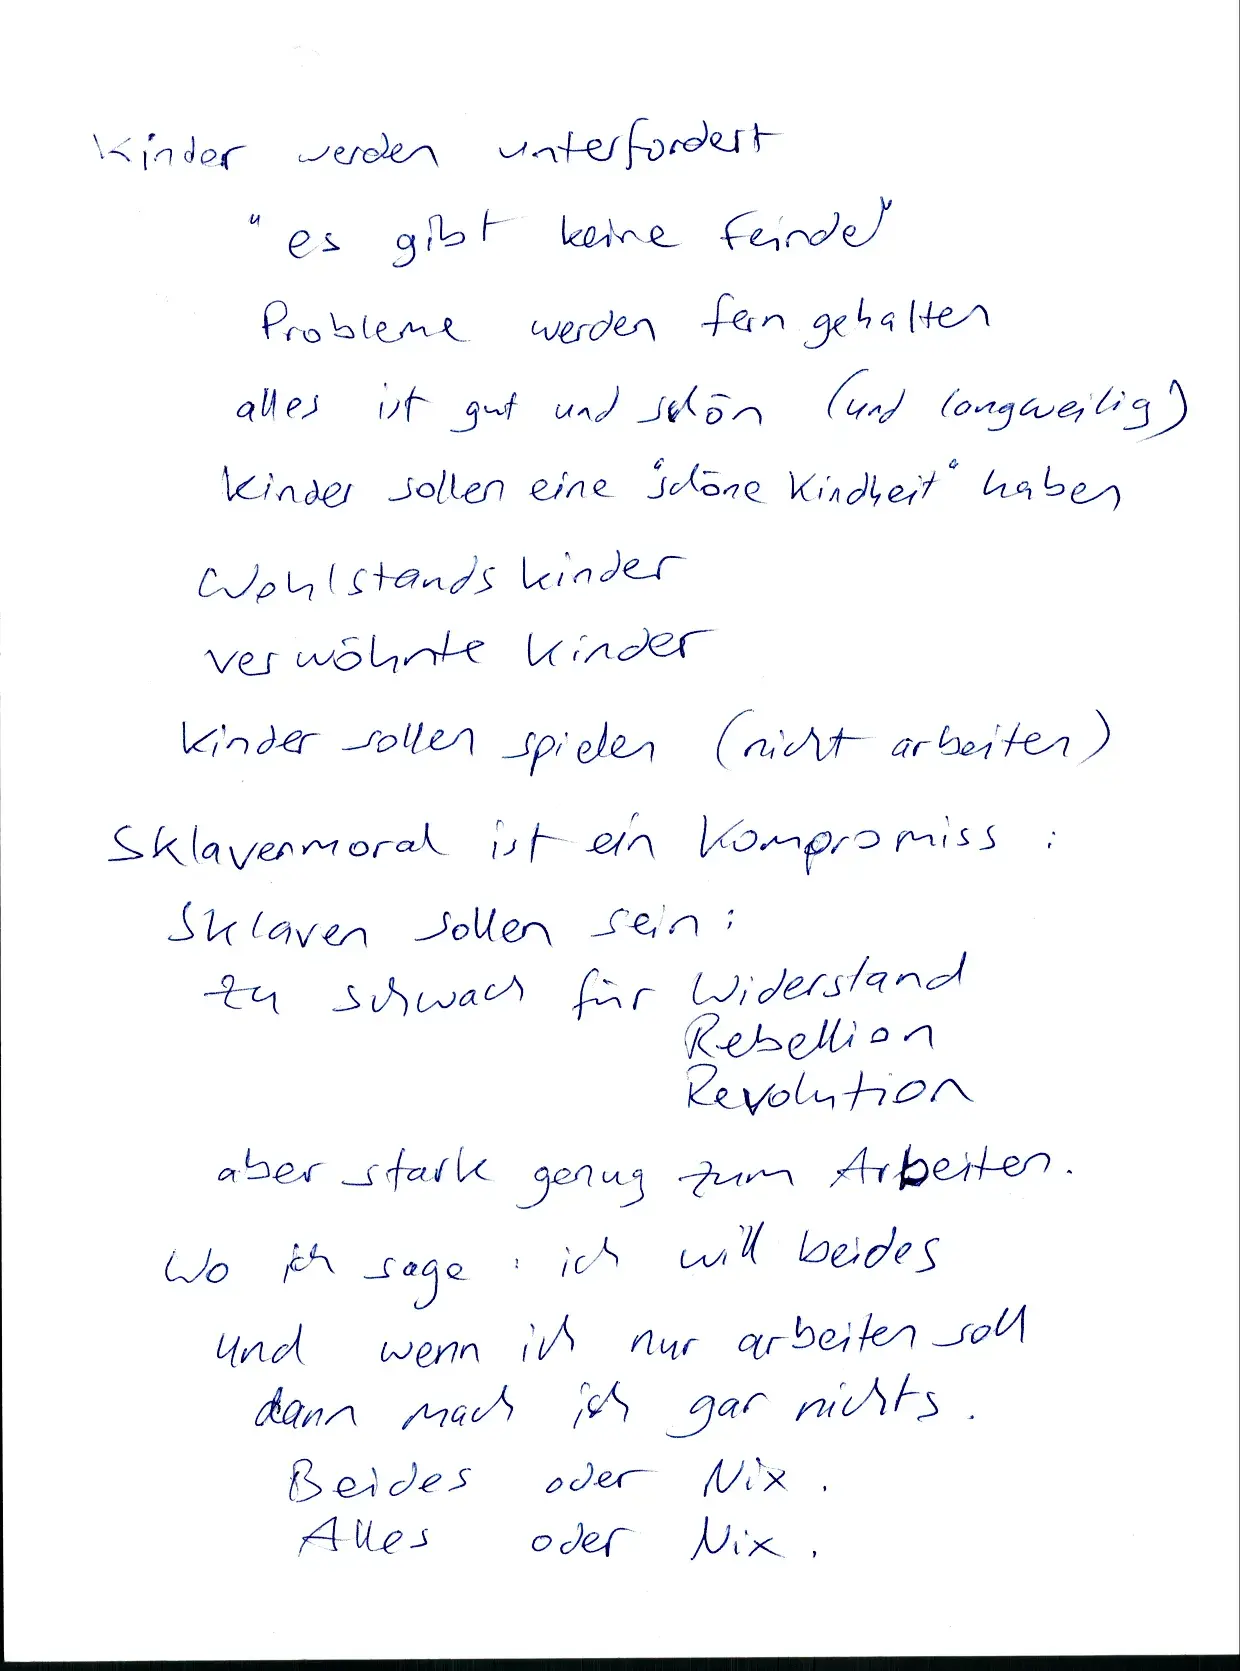 Kinder werden unterfordert
"es gibt keine Feinde"
Probleme werden fern gehalten
alles ist gut und schön (und langweilig)
Kinder sollen eine "schöne Kindheit" haben
Wohlstandskinder
verwöhnte Kinder
Kinder sollen spielen (nicht arbeiten)
Sklavenmoral ist ein Kompromiss :
Sklaven sollen sein :
zu schwach für Widerstand
Rebellion
Revolution
aber stark genug zum Arbeiten.
Wo ich sage : ich will beides
und wenn ich nur arbeiten soll
dann mach ich gar nichts.
Beides oder Nix.
Alles oder Nix.